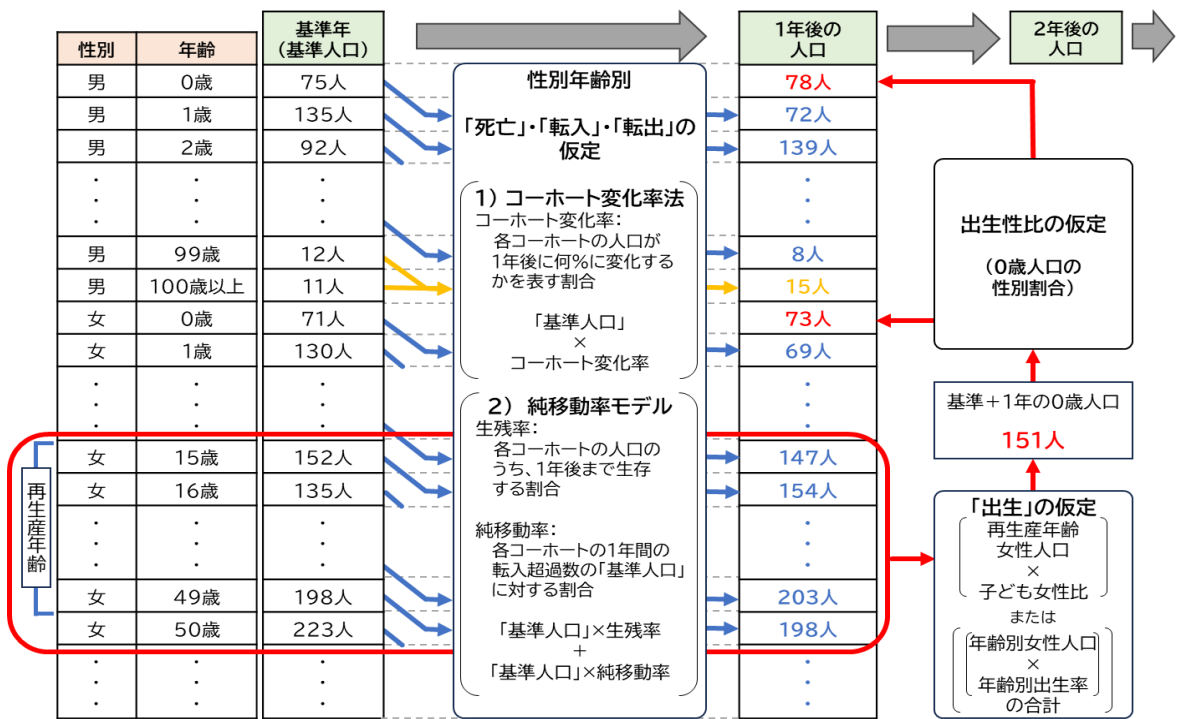 性別 年齢 基準年 1年後の 2年後の
(基準人口) 人口 人口
男 0歳 75人 78人
男 1歳 135人 72人
男 2歳 92人 139人
・ ・ ・ ・
・ ・ ・ ・
・ ・ ・ ・
男 99歳 12人 8人
男 100歳以上 11人 15人
女 0歳 71人 73人
女 1歳 130人 69人
・ ・ ・ ・
・ ・ ・ ・
・ ・ ・ ・
女 15歳 152人 147人
女 16歳 135人 154人
・ ・ ・ ・
・ ・ ・ ・
・ ・ ・ ・
女 49歳 198人 203人
女 50歳 223人 198人
・ ・ ・ ・
・ ・ ・ ・
・ ・ ・ ・
再生産年齢
性別年齢別
「死亡」・「転入」・「転出」の
仮定
1) コーホート変化率法
コーホート変化率:
各コーホートの人口が
1年後に何%に変化する
かを表す割合
「基準人口」
×
コーホート変化率
2) 純移動率モデル
生残率:
各コーホートの人口の
うち、1年後まで生存
する割合
純移動率:
各コーホートの1年間の
転入超過数の「基準人口」
に対する割合
「基準人口」×生残率
+
「基準人口」×純移動率
出生性比の仮定
(0歳人口の
性別割合)
基準+1年の0歳人口
151人
「出生」の仮定
再生産年齢
女性人口
×
子ども女性比
または
年齢別女性人口
×
年齢別出生率
の合計